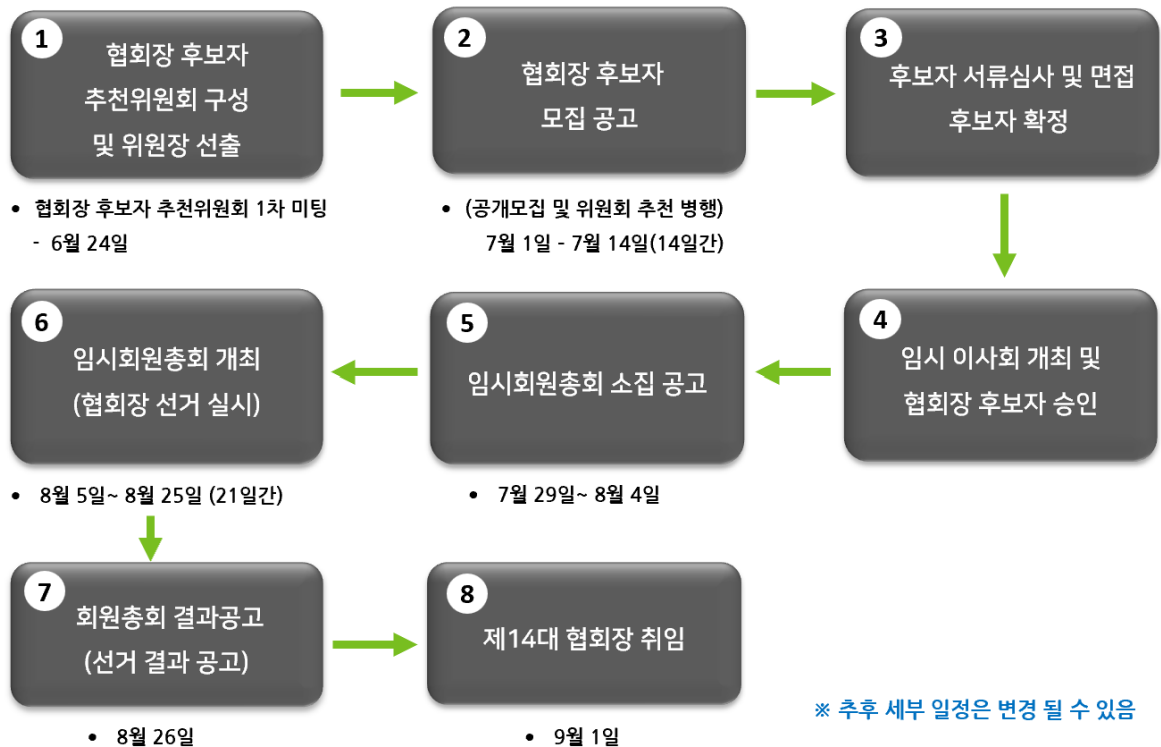 1
협회장 후보자
추천위원회 구성
및 위원장 선출
• 협회장 후보자 추천위원회 1차 미팅
- 6월 24일
2
협회장 후보자
모집 공고
• (공개모집 및 위원회 추천 병행)
7월 1일 - 7월 14일(14일간)
3
후보자 서류심사 및 면접
후보자 확정
4
임시 이사회 개최 및
협회장 후보자 승인
5
임시회원총회 소집 공고
• 7월 29일~ 8월 4일
6
임시회원총회 개최
(협회장 선거 실시)
• 8월 5일~ 8월 25일 (21일간)
7
회원총회 결과공고
(선거 결과 공고)
• 8월 26일
8
제14대 협회장 취임
• 9월 1일
※ 추후 세부 일정은 변경 될 수 있음